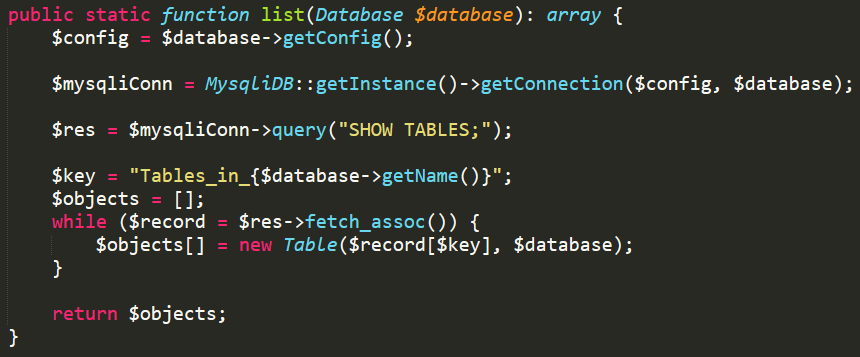 public static function list(Database $database): array {
    $config = $database->getConfig();

    $mysqliConn = MysqliDB::getInstance()->getConnection($config, $database);

    $res = $mysqliConn->query("SHOW TABLES;");

    $key = "Tables_in_{$database->getName()}";
    $objects = [];
    while ($record = $res->fetch_assoc()) {
        $objects[] = new Table($record[$key], $database);
    }

    return $objects;
}